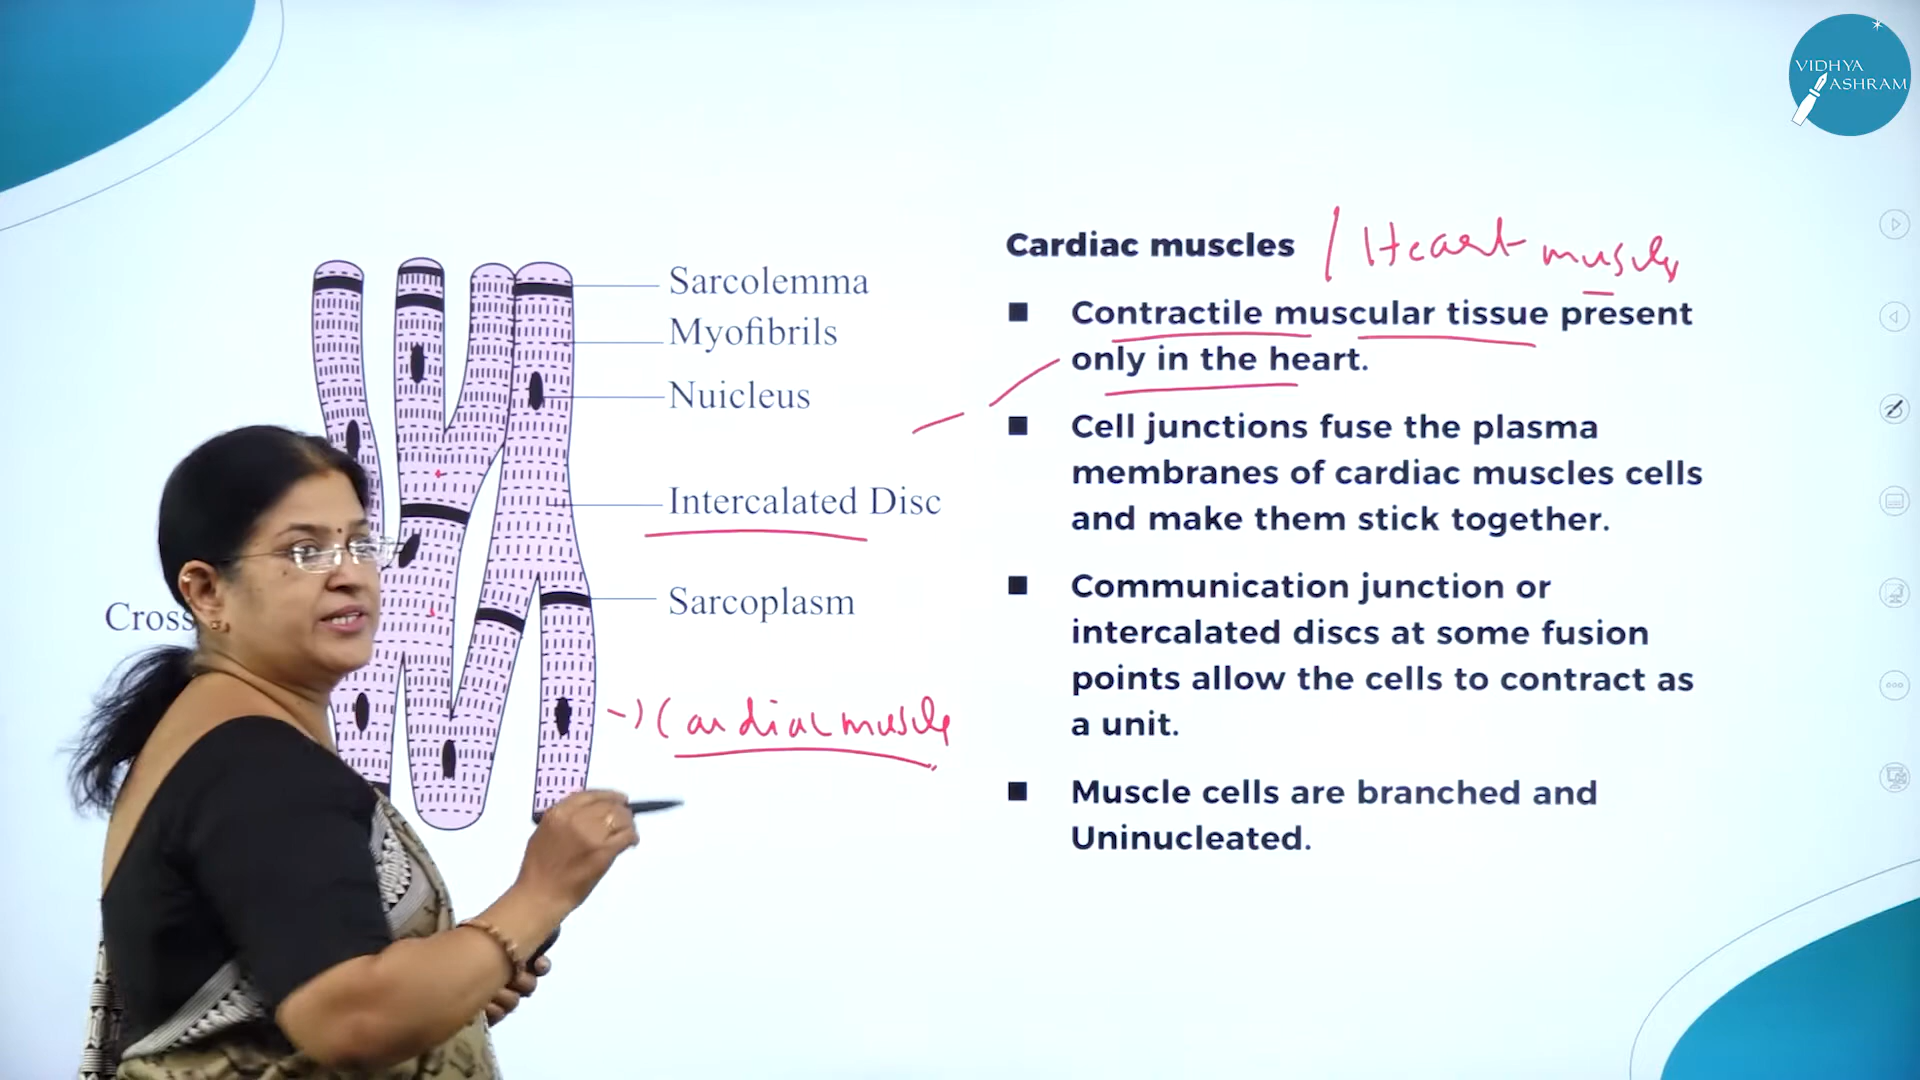 VIDHYA
ASHRAM
Cardiac muscles / Heart muscles
Sarcolemma
Myofibrils
Nuicleus
Intercalated Disc
Cross
Sarcoplasm
Cardiac muscle
■ Contractile muscular tissue present
only in the heart.
■ Cell junctions fuse the plasma
membranes of cardiac muscles cells
and make them stick together.
■ Communication junction or
intercalated discs at some fusion
points allow the cells to contract as
a unit.
■ Muscle cells are branched and
Uninucleated.